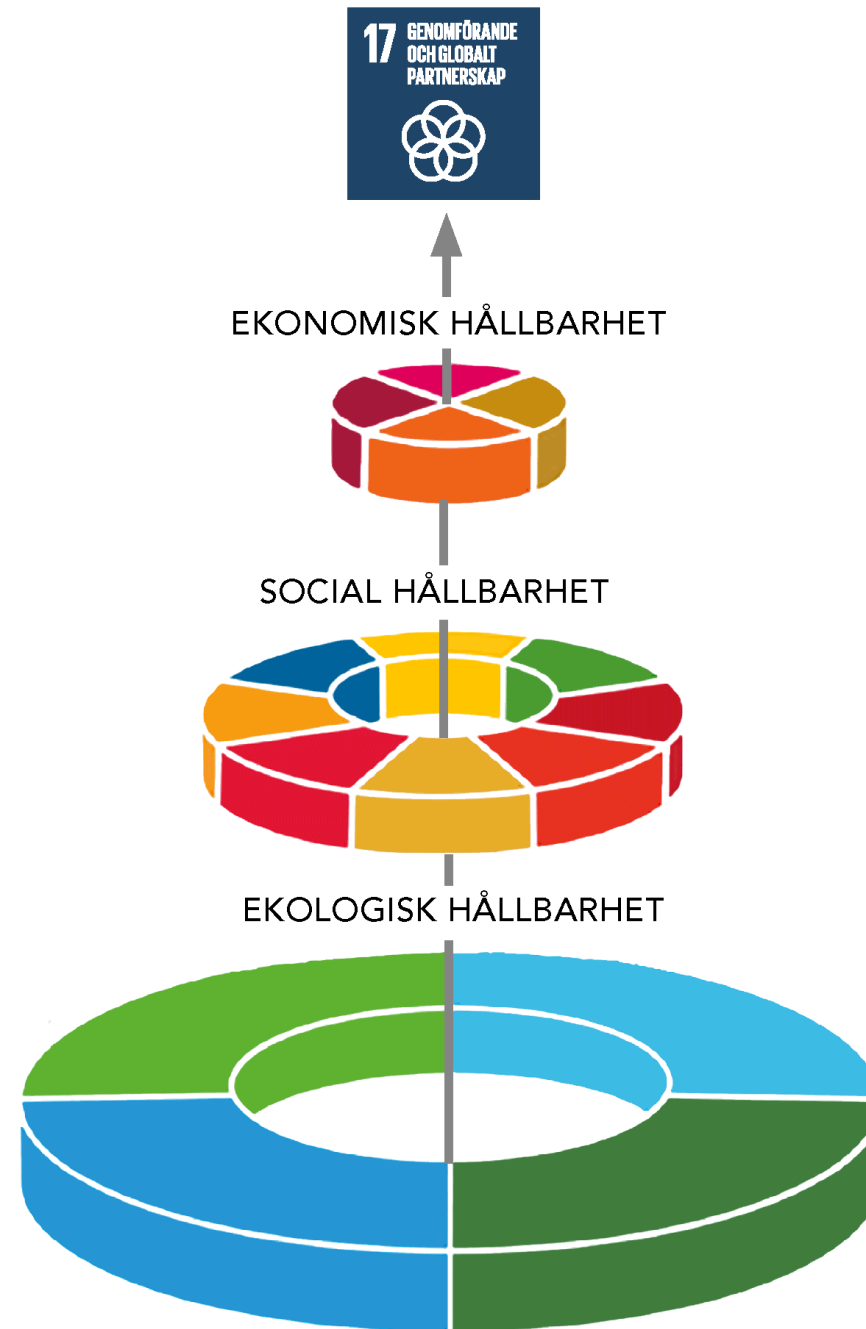 17 GENOMFÖRANDE
OCH GLOBALT
PARTNERSKAP
EKONOMISK HÅLLBARHET
SOCIAL HÅLLBARHET
EKOLOGISK HÅLLBARHET